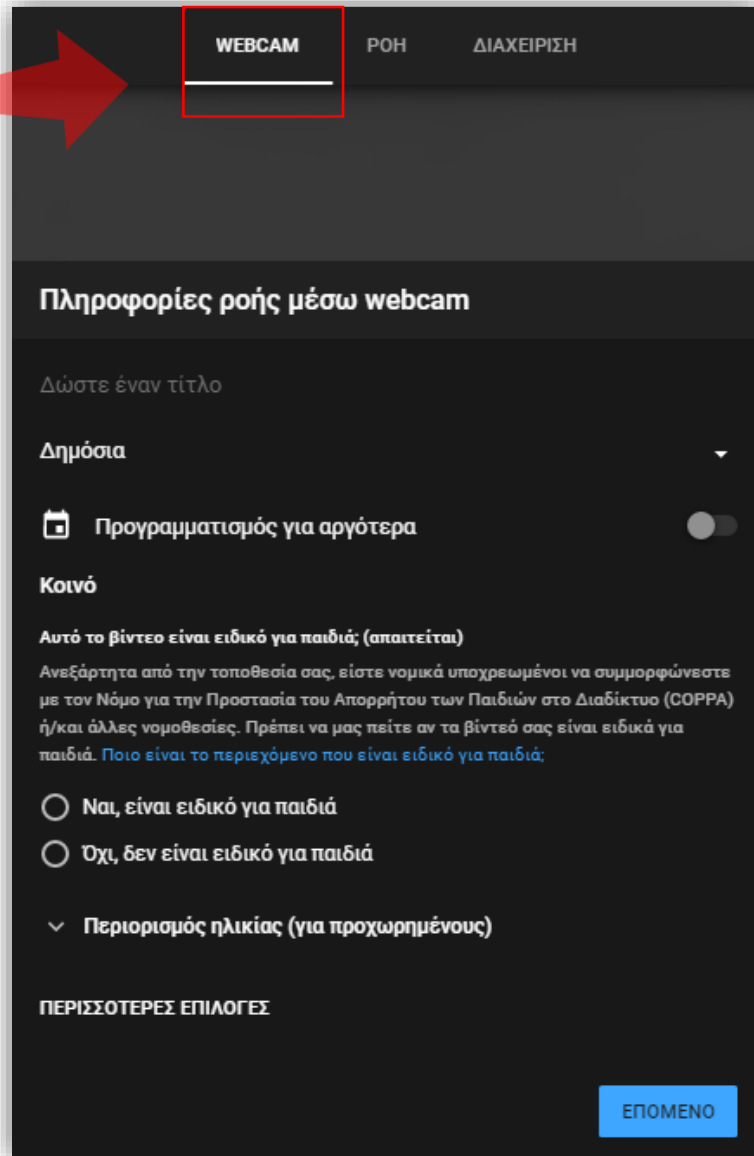 WEBCAM ΡΟΗ ΔΙΑΧΕΙΡΙΣΗ
Πληροφορίες ροής μέσω webcam
Δώστε έναν τίτλο
Δημόσια
Προγραμματισμός για αργότερα
Κοινό
Αυτό το βίντεο είναι ειδικό για παιδιά; (απαιτείται)
Ανεξάρτητα από την τοποθεσία σας, είστε νομικά υποχρεωμένοι να συμμορφώνεστε
με τον Νόμο για την Προστασία του Απορρήτου των Παιδιών στο Διαδίκτυο (COPPA)
ή/και άλλες νομοθεσίες. Πρέπει να μας πείτε αν τα βίντεό σας είναι ειδικά για
παιδιά. Ποιο είναι το περιεχόμενο που είναι ειδικό για παιδιά;
Ναι, είναι ειδικό για παιδιά
Όχι, δεν είναι ειδικό για παιδιά
Περιορισμός ηλικίας (για προχωρημένους)
ΠΕΡΙΣΣΟΤΕΡΕΣ ΕΠΙΛΟΓΕΣ
ΕΠΟΜΕΝΟ